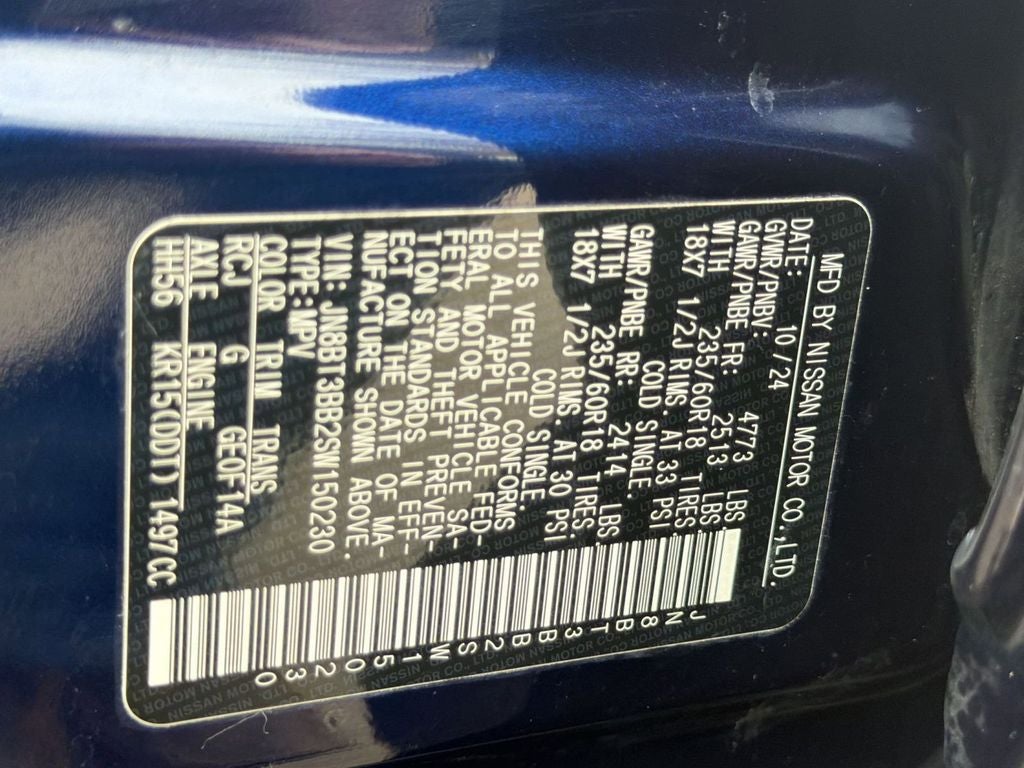 MFD BY NISSAN MOTOR CO.,LTD.
DATE: 10/24
GMWR/PNBV: 4773 LBS
GAWR/PNBE FR: 2513 LBS
WITH 235/60R18 TIRES.
18X7 1/2J RIMS. AT 33 PSI
COLD SINGLE.
GAWR/PNBE RR: 2414 LBS
WITH 235/60R18 TIRES.
18X7 1/2J RIMS. AT 30 PSI
COLD SINGLE.
THIS VEHICLE CONFORMS
TO ALL APPLICABLE FED-
ERAL MOTOR VEHICLE SA-
FETY AND THEFT PREVEN-
TION STANDARDS IN EFF-
ECT ON THE DATE OF MA-
NUFACTURE SHOWN ABOVE.
VIN: JN8BT3BB2SW150230
TYPE:MPV
COLOR TRIM TRANS
RCJ G GE0F14A
AXLE ENGINE
HH56 KR15(DDT) 1497CC
JN8BT3BB2SW150230